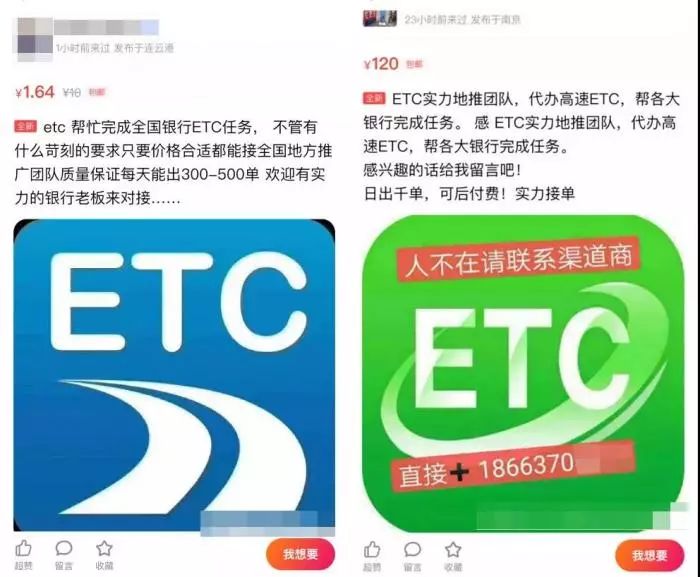 1小时前来过 发布于连云港
¥1.64 ¥10 包邮
全新 etc 帮忙完成全国银行ETC任务， 不管有
什么苛刻的要求只要价格合适都能接全国地方推
广团队质量保证每天能出300-500单 欢迎有实
力的银行老板来对接……
ETC
超赞 留言 收藏 我想要
23小时前来过 发布于南京
¥120 包邮
全新 ETC实力地推团队，代办高速ETC，帮各大
银行完成任务。 感 ETC实力地推团队，代办高
速ETC，帮各大银行完成任务。
感兴趣的话给我留言吧！
日出千单，可后付费！实力接单
人不在请联系渠道商
ETC
直接+ 1866370
超赞 留言 收藏 我想要